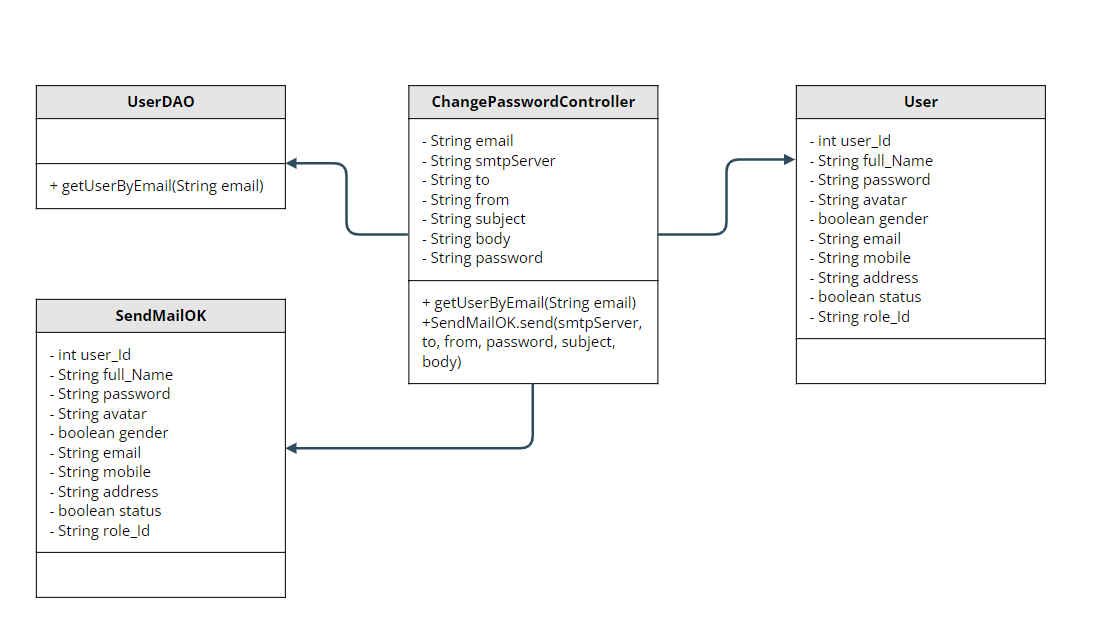 UserDAO
+ getUserByEmail(String email)
ChangePasswordController
- String email
- String smtpServer
- String to
- String from
- String subject
- String body
- String password
+ getUserByEmail(String email)
+SendMailOK.send(smtpServer,
to, from, password, subject,
body)
User
- int user_Id
- String full_Name
- String password
- String avatar
- boolean gender
- String email
- String mobile
- String address
- boolean status
- String role_Id
SendMailOK
- int user_Id
- String full_Name
- String password
- String avatar
- boolean gender
- String email
- String mobile
- String address
- boolean status
- String role_Id